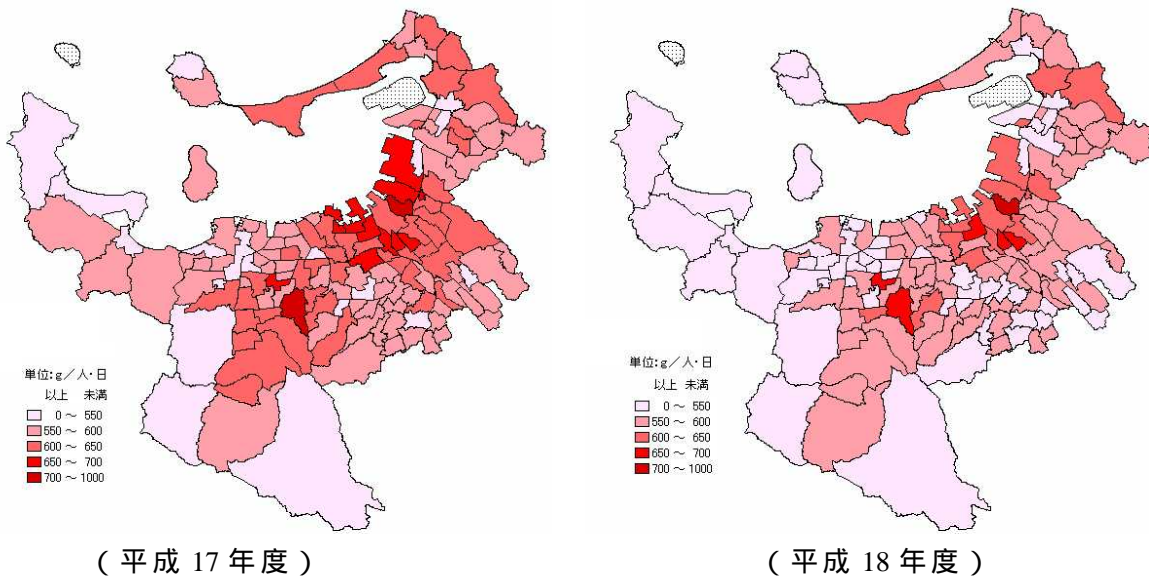 単位:g/人・日
以上 未満
0～ 550
550～ 600
600～ 650
650～ 700
700～1000
(平成 17 年度)
単位:g/人・日
以上 未満
0～ 550
550～ 600
600～ 650
650～ 700
700～1000
(平成 18 年度)